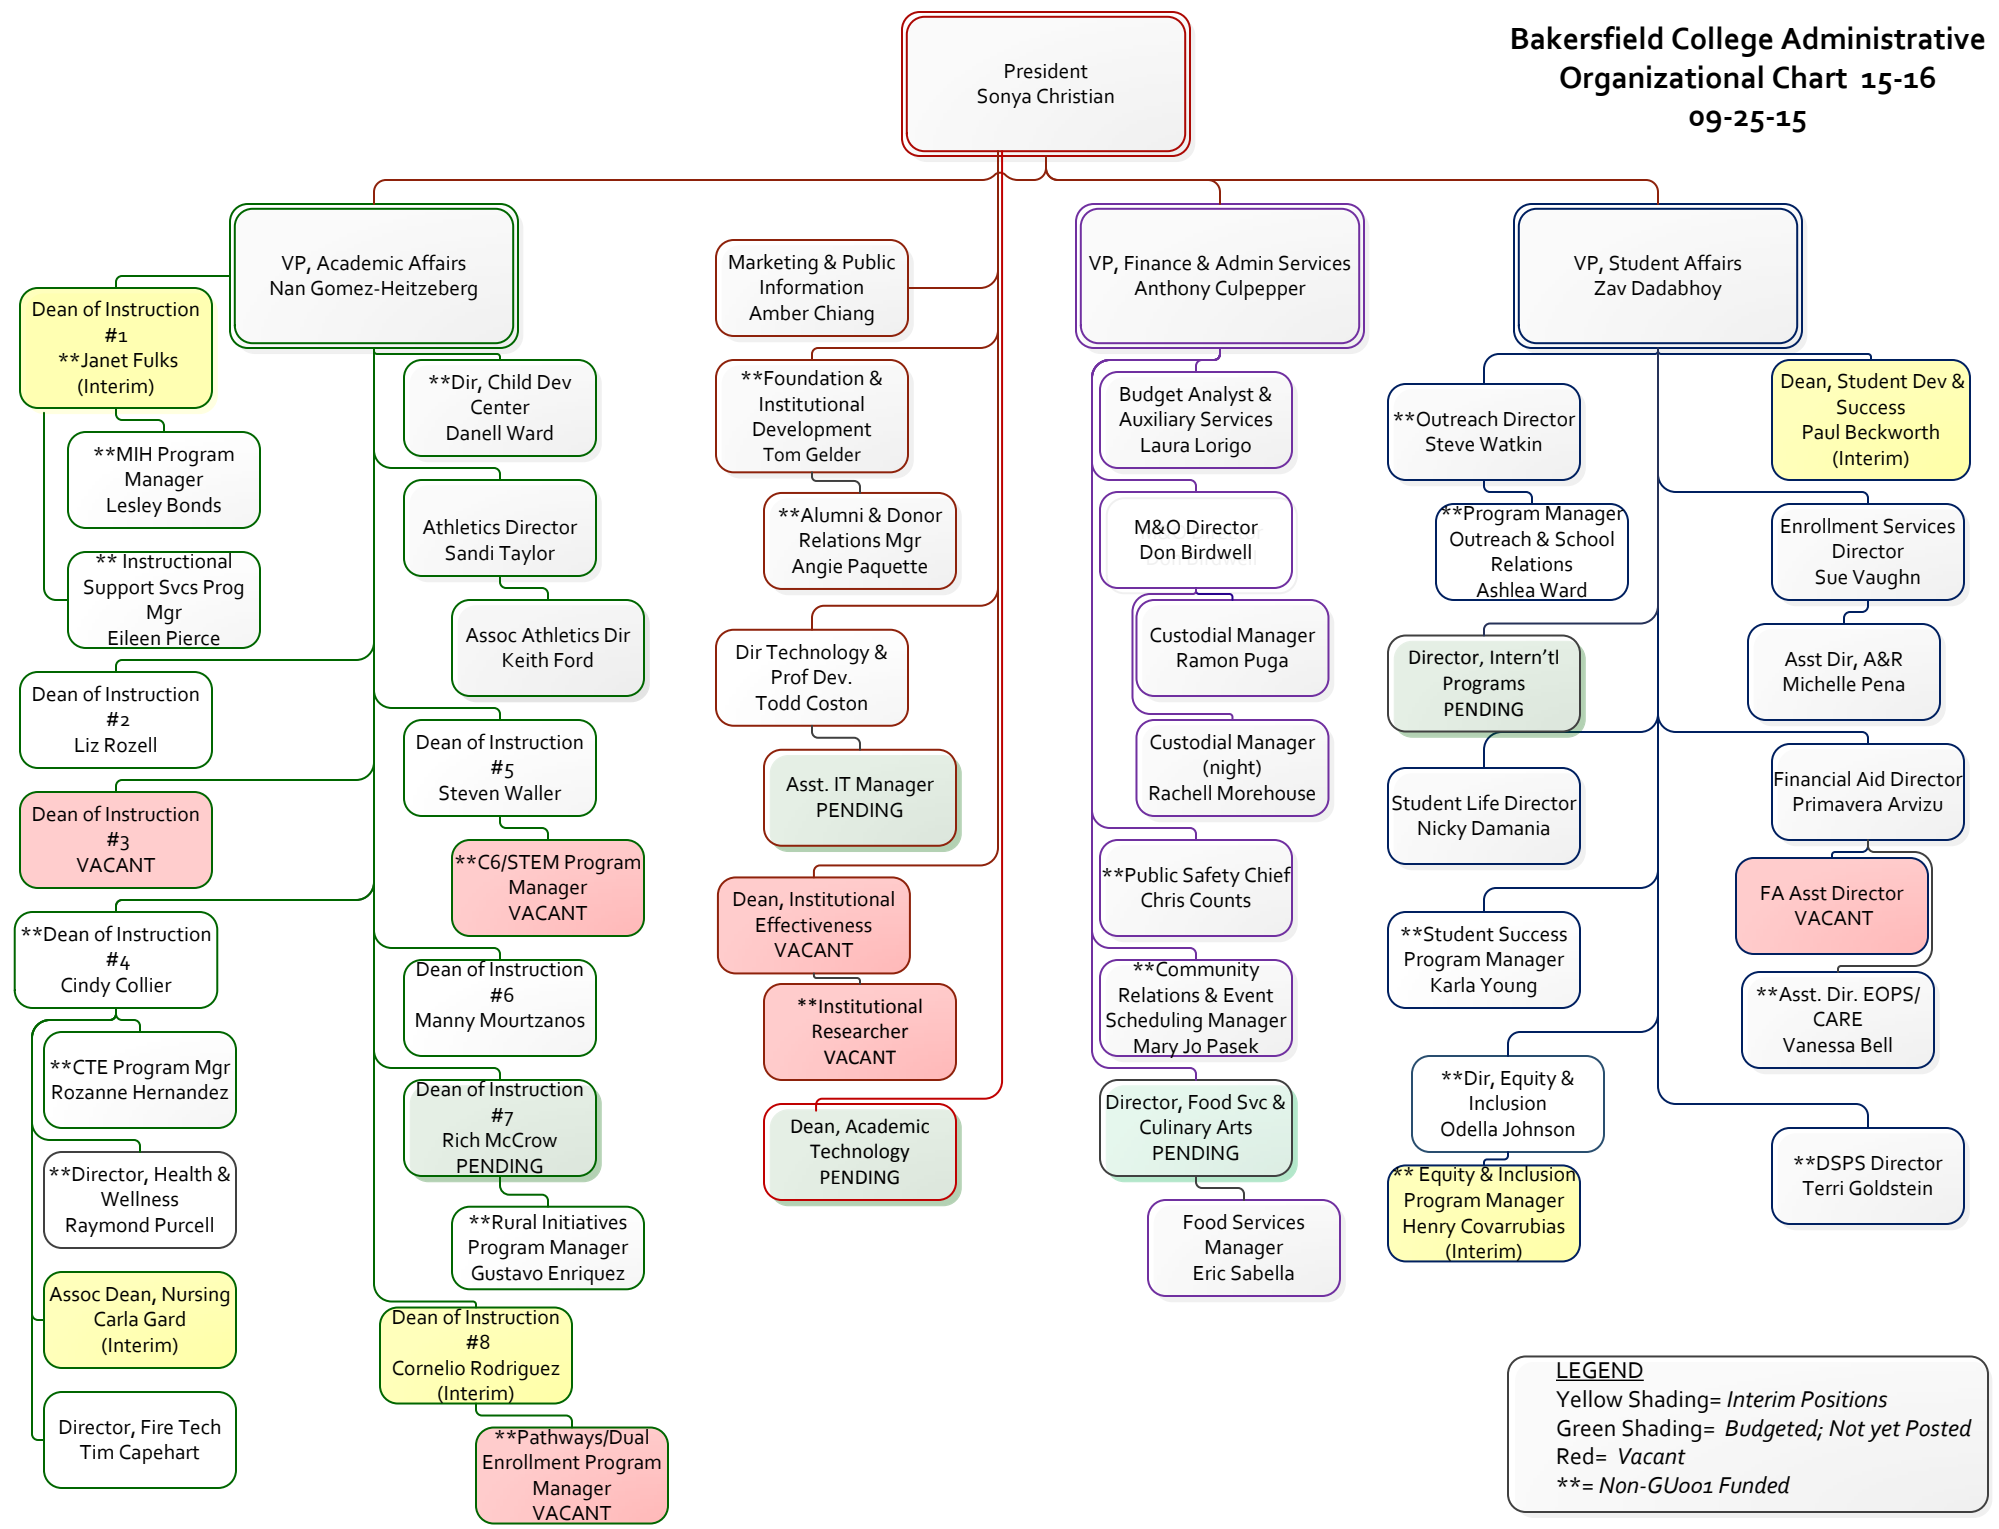 Bakersfield College Administrative
Organizational Chart 15-16
09-25-15
President
Sonya Christian
VP, Academic Affairs
Nan Gomez-Heitzeberg
Dean of Instruction
#1
**Janet Fulks
(Interim)
**MIH Program
Manager
Lesley Bonds
** Instructional
Support Svcs Prog
Mgr
Eileen Pierce
Dean of Instruction
#2
Liz Rozell
Dean of Instruction
#3
VACANT
**Dean of Instruction
#4
Cindy Collier
**CTE Program Mgr
Rozanne Hernandez
**Director, Health &
Wellness
Raymond Purcell
Assoc Dean, Nursing
Carla Gard
(Interim)
Director, Fire Tech
Tim Capehart
**Dir, Child Dev
Center
Danell Ward
Athletics Director
Sandi Taylor
Assoc Athletics Dir
Keith Ford
Dean of Instruction
#5
Steven Waller
**C6/STEM Program
Manager
VACANT
Dean of Instruction
#6
Manny Mourtzanos
Dean of Instruction
#7
Rich McCrow
PENDING
**Rural Initiatives
Program Manager
Gustavo Enriquez
Dean of Instruction
#8
Cornelio Rodriguez
(Interim)
**Pathways/Dual
Enrollment Program
Manager
VACANT
Marketing & Public
Information
Amber Chiang
**Foundation &
Institutional
Development
Tom Gelder
**Alumni & Donor
Relations Mgr
Angie Paquette
Dir Technology &
Prof Dev.
Todd Coston
Asst. IT Manager
PENDING
Dean, Institutional
Effectiveness
VACANT
**Institutional
Researcher
VACANT
Dean, Academic
Technology
PENDING
VP, Finance & Admin Services
Anthony Culpepper
Budget Analyst &
Auxiliary Services
Laura Lorigo
M&O Director
Don Birdwell
Custodial Manager
Ramon Puga
Custodial Manager
(night)
Rachell Morehouse
**Public Safety Chief
Chris Counts
**Community
Relations & Event
Scheduling Manager
Mary Jo Pasek
Director, Food Svc &
Culinary Arts
PENDING
Food Services
Manager
Eric Sabella
VP, Student Affairs
Zav Dadabhoy
**Outreach Director
Steve Watkin
**Program Manager
Outreach & School
Relations
Ashlea Ward
Director, Intern’tl
Programs
PENDING
Student Life Director
Nicky Damania
**Student Success
Program Manager
Karla Young
**Dir, Equity &
Inclusion
Odella Johnson
** Equity & Inclusion
Program Manager
Henry Covarrubias
(Interim)
Dean, Student Dev &
Success
Paul Beckworth
(Interim)
Enrollment Services
Director
Sue Vaughn
Asst Dir, A&R
Michelle Pena
Financial Aid Director
Primavera Arvizu
FA Asst Director
VACANT
**Asst. Dir. EOPS/
CARE
Vanessa Bell
**DSPS Director
Terri Goldstein
LEGEND
Yellow Shading= Interim Positions
Green Shading= Budgeted; Not yet Posted
Red= Vacant
**= Non-GU001 Funded